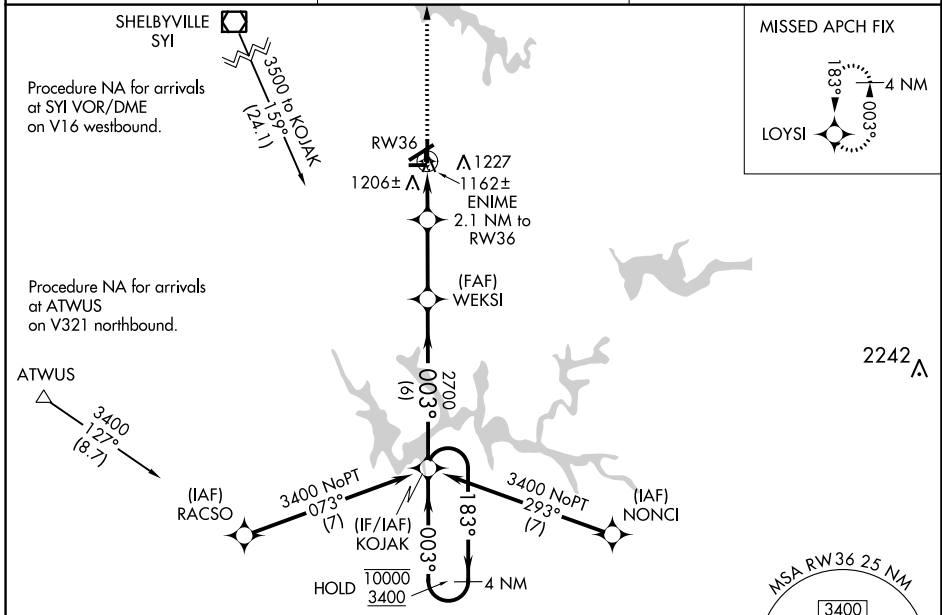 SHELBYVILLE
SYI
3500 to KOJAK
159°
(24.1)
Procedure NA for arrivals
at SYI VOR/DME
on V16 westbound.
MISSED APCH FIX
183°
4 NM
003°
LOYSI
RW36
1227
1206±
1162±
ENIME
2.1 NM to
RW36
(FAF)
WEKSI
Procedure NA for arrivals
at ATWUS
on V321 northbound.
2242
ATWUS
3400
127°
(8.7)
2700
003°
(6)
(IAF)
RACSO
3400 NoPT
073°
(7)
(IF/IAF)
KOJAK
3400 NoPT
293°
(7)
(IAF)
NONCI
183°
003°
HOLD
10000
3400
4 NM
MSA RW36 25 NM
3400